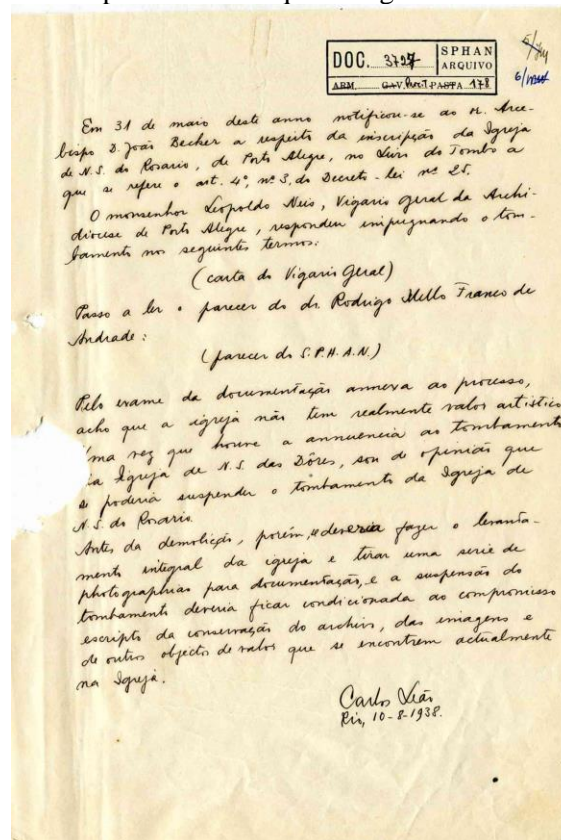 DOC. 3727 SPHAN
ARQUIVO
ARM. GAV. PASTA 178
6/
Em 31 de maio deste anno notificou-se ao sr. Arce-
bispo D. João Becher a respeito da inscripção da Igreja
de N.S. do Rosario, de Porto Alegre, no Livro do Tombo a
que se refere o art. 4º, nº 3, do Decreto-lei nº 25.
O monsenhor Leopoldo Neis, Vigario Geral da Archi-
diocese de Porto Alegre, respondeu impugnando o tom-
bamento nos seguintes termos:
(carta do Vigario Geral)
Passo a ler o parecer do dr. Rodrigo Mello Franco de
Andrade:
(parecer do S.P.H.A.N.)
Pelo exame da documentação annexa ao processo,
acho que a igreja não tem realmente valor artistico
Uma vez que houve a annuencia ao tombamento
da Igreja de N.S. das Dôres, sou de opinião que
se poderia suspender o tombamento da Igreja de
N.S. do Rosario.
Antes da demolição, porém, se deveria fazer o levanta-
mento integral da igreja e tirar uma serie de
photographias para documentação, e a suspensão do
tombamento deveria ficar condicionada ao compromisso
escripto da conservação do archivo, das imagens e
de outros objectos de valor que se encontrem actualmente
na Igreja.
Carlos Leão
Rio, 10-8-1938.